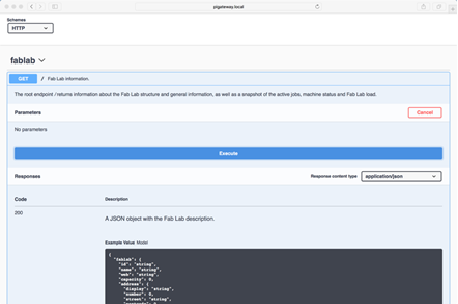 pigateway.local
Schemes
HTTP
fablab
GET / Fab Lab information.
The root endpoint / returns information about the Fab Lab structure and general information, as well as a snapshot of the active jobs, machine status and Fab Lab load.
Parameters
Cancel
No parameters
Execute
Responses
Response content type:
application/json
Code
Description
200
A JSON object with the Fab Lab description.
Example Value Model
{
"fablab": {
"id": "string",
"name": "string",
"web": "string",
"capacity": 0,
"address": {
"display": "string",
"number": 0,
"street": "string",